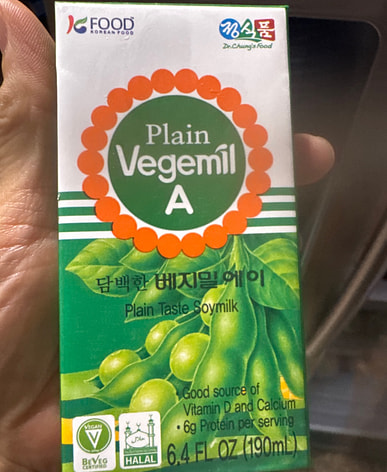 K FOOD
KOREAN FOOD
정식품
Dr.Chung's Food
Plain
Vegemil
A
담백한 베지밀 에이
Plain Taste Soymilk
• Good source of
Vitamin D and Calcium
• 6g Protein per serving
6.4 FL OZ (190mL)
VEGAN
V
BEVEG
CERTIFIED
حلال
HALAL